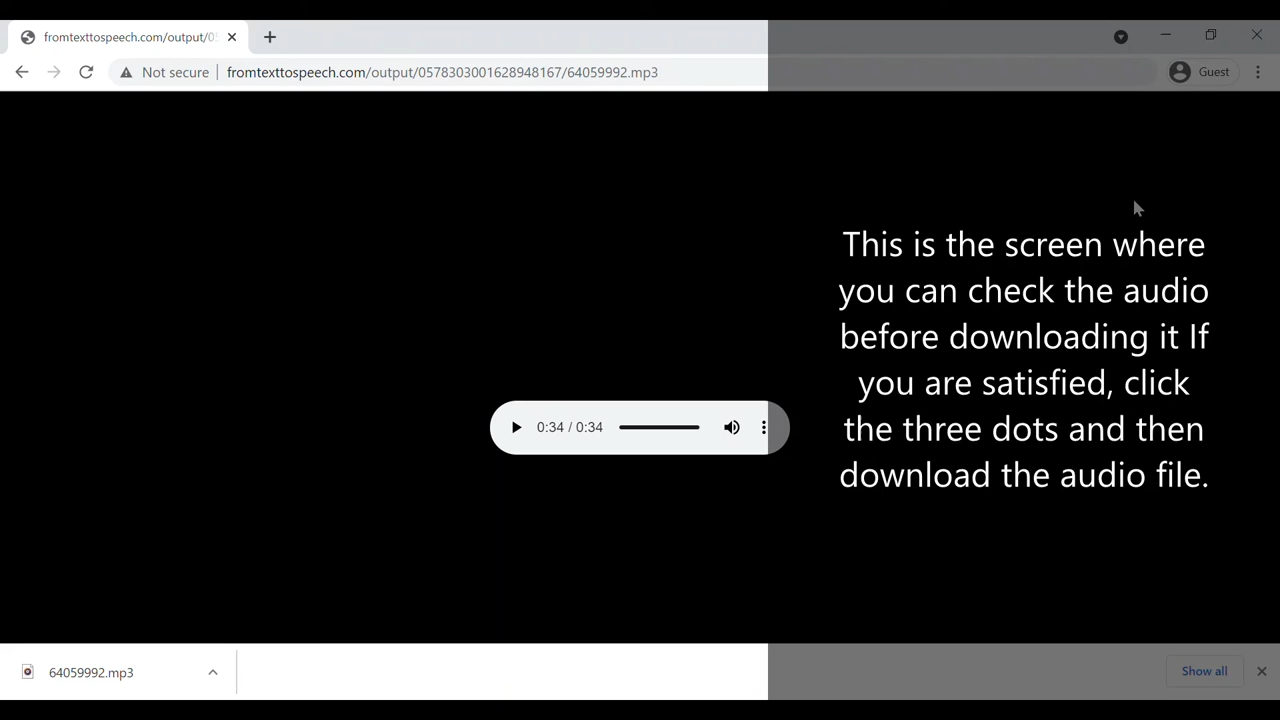 fromtexttospeech.com/output/05
Not secure
fromtexttospeech.com/output/0578303001628948167/64059992.mp3
Guest
This is the screen where
you can check the audio
before downloading it If
you are satisfied, click
the three dots and then
download the audio file.
0:34 / 0:34
64059992.mp3
Show all